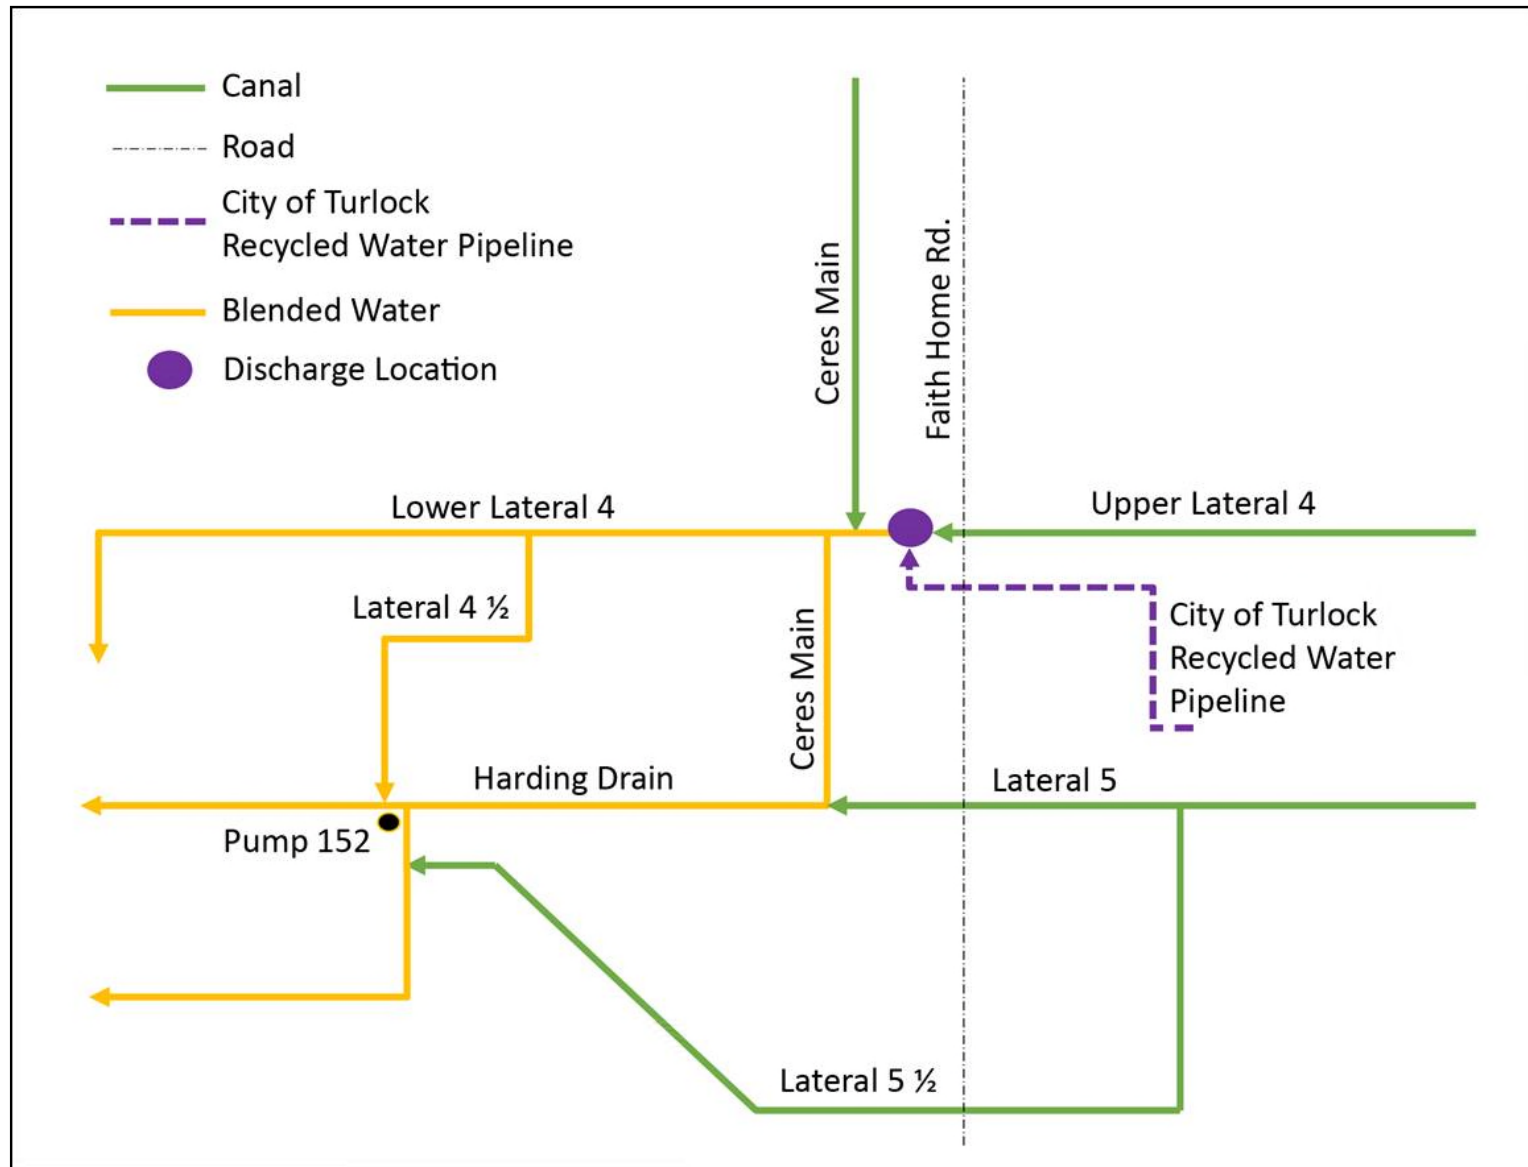 Canal
Road
City of Turlock
Recycled Water Pipeline
Blended Water
Discharge Location
Ceres Main
Faith Home Rd.
Lower Lateral 4
Upper Lateral 4
Lateral 4 ½
City of Turlock
Recycled Water
Pipeline
Ceres Main
Harding Drain
Lateral 5
Pump 152
Lateral 5 ½